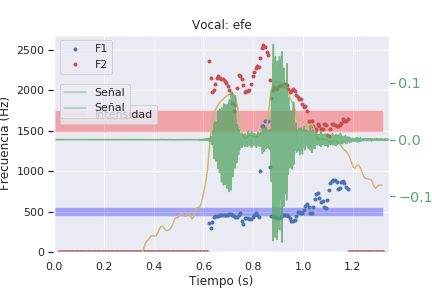 Vocal: efe
F1
F2
Señal
Señal
Intensidad
Frecuencia (Hz)
2500
2000
1500
1000
500
0
0.1
0.0
−0.1
0.0
0.2
0.4
0.6
0.8
1.0
1.2
Tiempo (s)